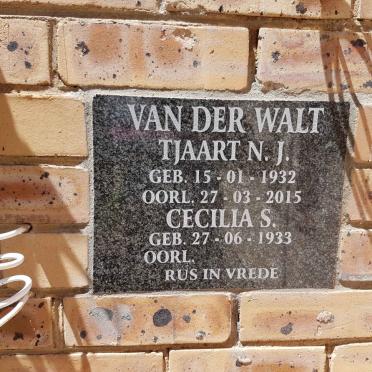 VAN DER WALT
TJAART N. J.
GEB. 15 - 01 - 1932
OORL. 27 - 03 - 2015
CECILIA S.
GEB. 27 - 06 - 1933
OORL.
RUS IN VREDE